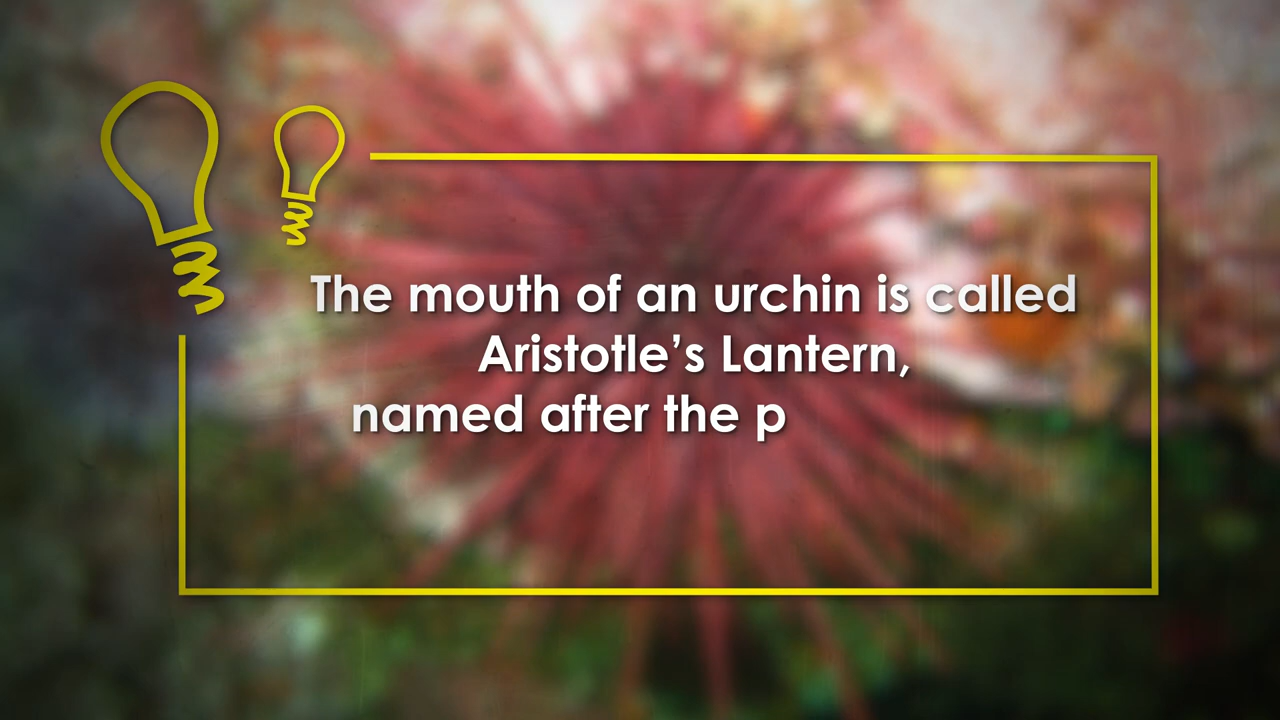 The mouth of an urchin is called
Aristotle’s Lantern,
named after the p